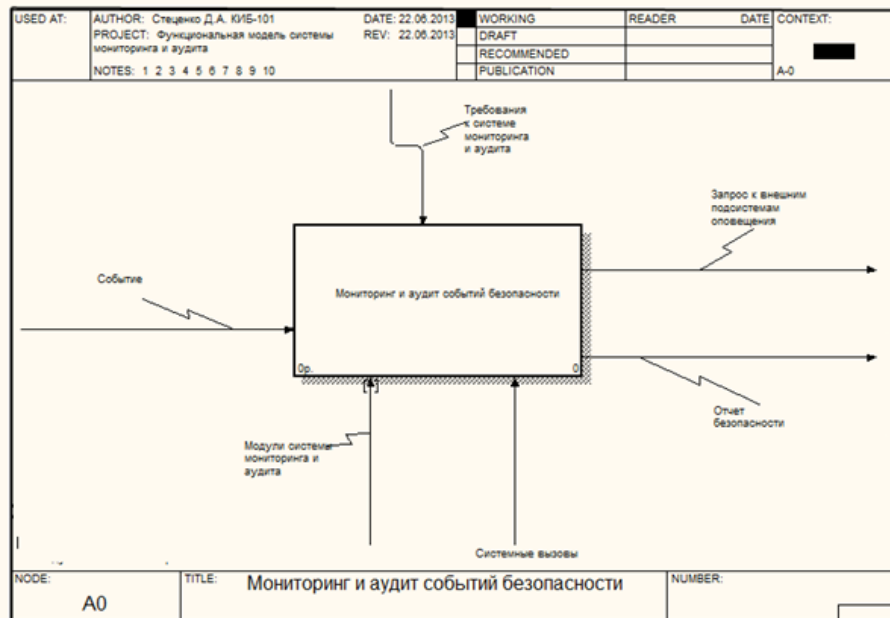 USED AT:
AUTHOR: Стеценко Д.А. КИБ-101
DATE: 22.06.2013
WORKING
READER
DATE
CONTEXT:
PROJECT: Функциональная модель системы
мониторинга и аудита
REV: 22.06.2013
DRAFT
RECOMMENDED
NOTES: 1 2 3 4 5 6 7 8 9 10
PUBLICATION
A-0
Требования
к системе
мониторинга
и аудита
Запрос к внешним
подсистемам
оповещения
Событие
Мониторинг и аудит событий безопасности
0р.
0
Отчет
безопасности
Модули системы
мониторинга и
аудита
Системные вызовы
NODE:
A0
TITLE:
Мониторинг и аудит событий безопасности
NUMBER: